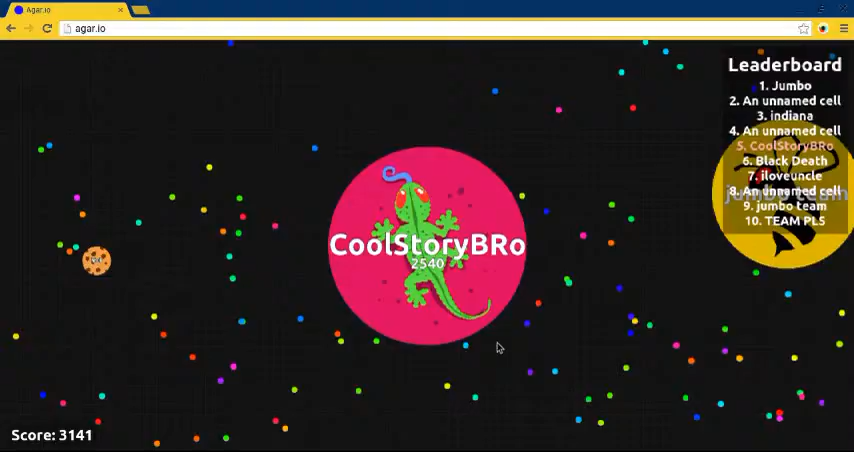 Agar.io
agar.io
Leaderboard
1. Jumbo
2. An unnamed cell
3. indiana
4. An unnamed cell
5. CoolStoryBRo
6. Black Death
7. iloveuncle
8. An unnamed cell
9. jumbo team
10. TEAM PLS
jumbo team
CoolStoryBRo
2540
Score: 3141